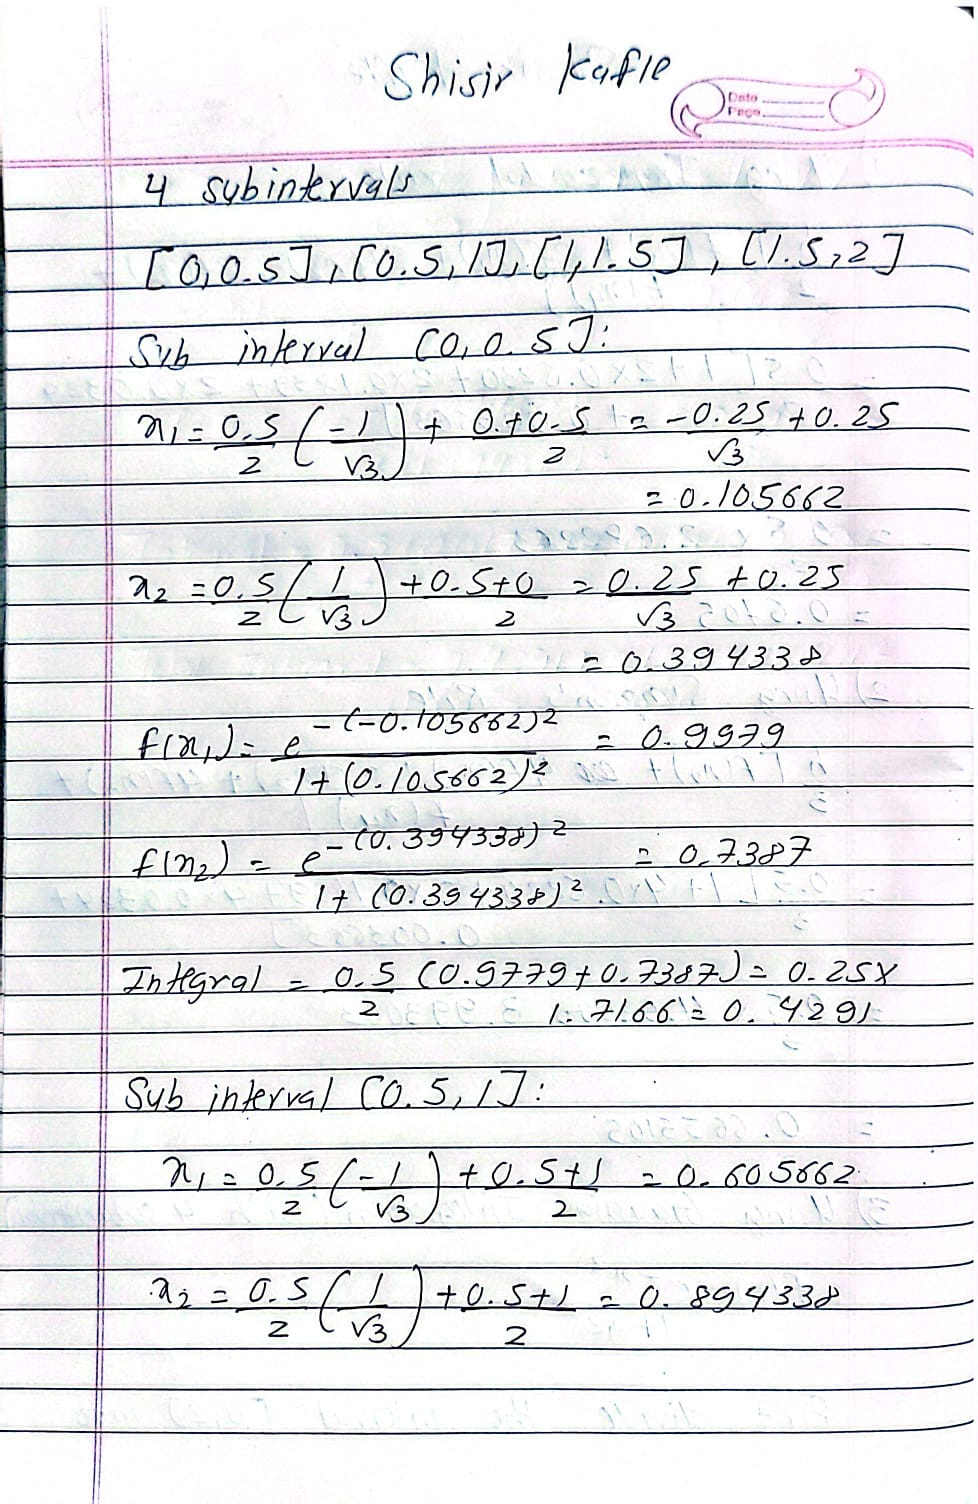 Shisir Kafle
Date
Page
4 subintervals
[0,0.5], [0.5,1], [1,1.5], [1.5,2]
Sub interval [0,0.5]:
x₁ = 0.5/2 (-1/√3) + 0+0.5/2 = -0.25/√3 + 0.25
= 0.105662
x₂ = 0.5/2 (1/√3) + 0.5+0/2 = 0.25/√3 + 0.25
= 0.394338
f(x₁) = e^-(-0.105662)²/1+(0.105662)² = 0.9979
f(x₂) = e^-(0.394338)²/1+(0.394338)² = 0.7387
Integral = 0.5/2 (0.9779+0.7387) = 0.25×
1.7166 = 0.4291
Sub interval [0.5,1]:
x₁ = 0.5/2 (-1/√3) + 0.5+1/2 = 0.605662
x₂ = 0.5/2 (1/√3) + 0.5+1/2 = 0.894338